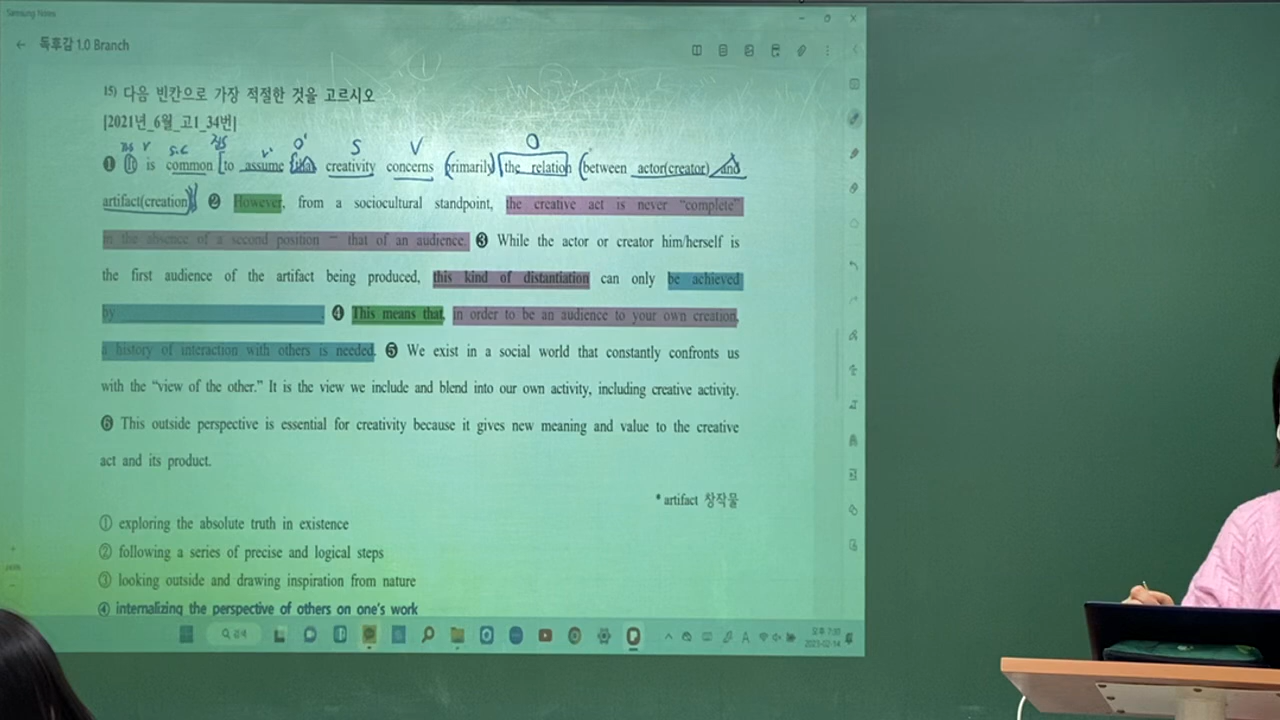 Samsung Notes
독후감 1.0 Branch
15) 다음 빈칸으로 가장 적절한 것을 고르시오
|2021년_6월_고1_34번|
S V O
❶ It is common to assume that creativity concerns primarily the relation between actor(creator) and
artifact(creation). ❷ However, from a sociocultural standpoint, the creative act is never “complete”
in the absence of a second position － that of an audience. ❸ While the actor or creator him/herself is
the first audience of the artifact being produced, this kind of distantiation can only be achieved
by . ❹ This means that, in order to be an audience to your own creation,
a history of interaction with others is needed. ❺ We exist in a social world that constantly confronts us
with the “view of the other.” It is the view we include and blend into our own activity, including creative activity.
❻ This outside perspective is essential for creativity because it gives new meaning and value to the creative
act and its product.
* artifact 창작물
① exploring the absolute truth in existence
② following a series of precise and logical steps
③ looking outside and drawing inspiration from nature
④ internalizing the perspective of others on one's work
검색
2023-02-14